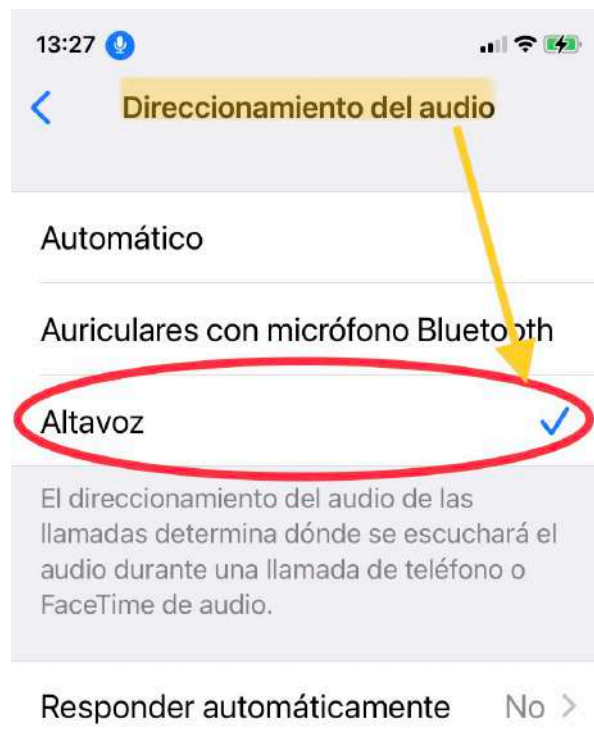 13:27
Direccionamiento del audio
Automático
Auriculares con micrófono Bluetooth
Altavoz
El direccionamiento del audio de las
llamadas determina dónde se escuchará el
audio durante una llamada de teléfono o
FaceTime de audio.
Responder automáticamente No